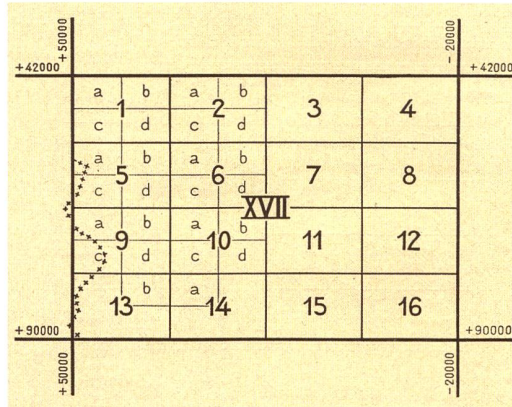 +50000 -20000
+42000 +42000
a b a b
1 2 3 4
c d c d
a b a b
5 6 7 8
c d c d
XVII
a b a b
9 10 11 12
c d c d
b a
13 14 15 16
+90000 +90000
+50000 -20000